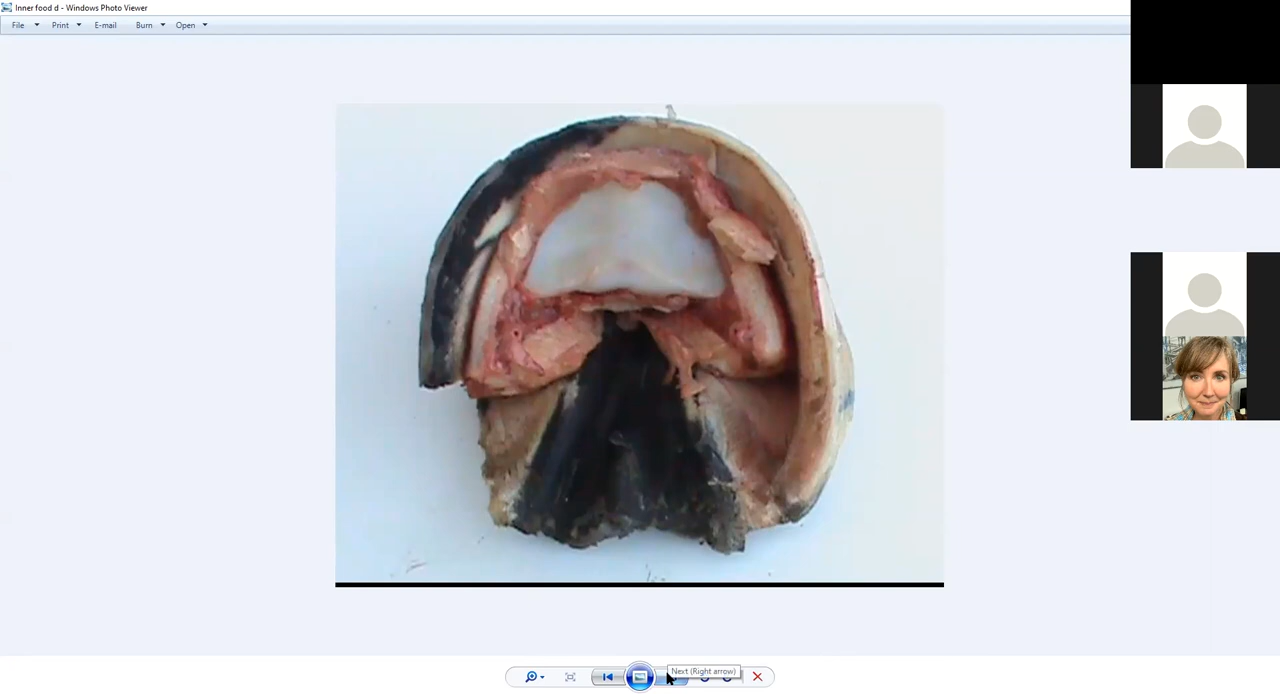 Inner food d - Windows Photo Viewer
File Print E-mail Burn Open
Next (Right arrow)